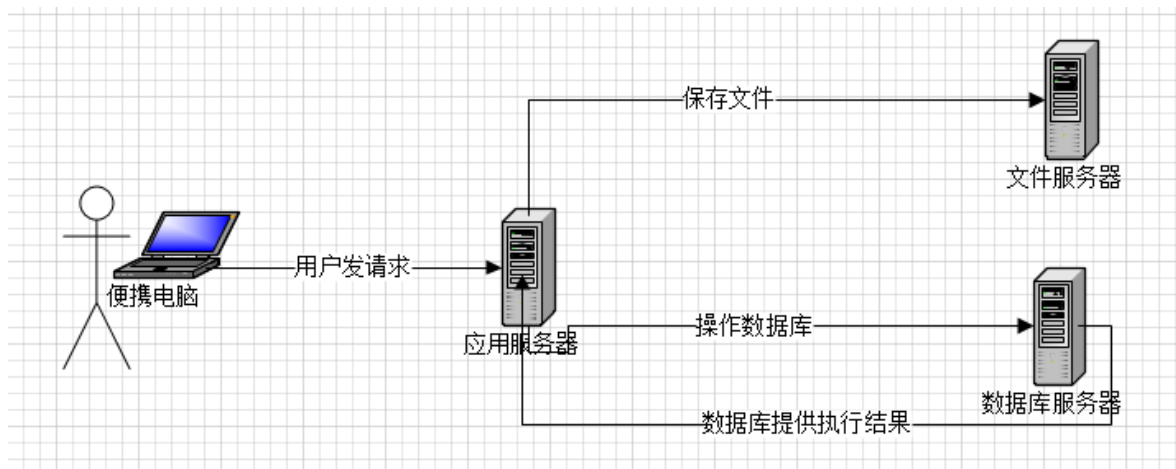 保存文件
文件服务器
用户发请求
便携电脑
应用服务器
操作数据库
数据库服务器
数据库提供执行结果